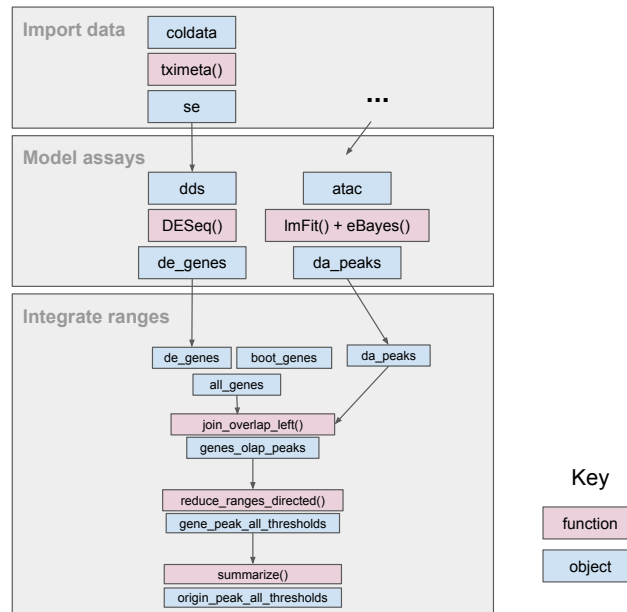 Import data
coldata
tximeta()
se
...
Model assays
dds
atac
DESeq()
lmFit() + eBayes()
de_genes
da_peaks
Integrate ranges
de_genes
boot_genes
da_peaks
all_genes
join_overlap_left()
genes_olap_peaks
reduce_ranges_directed()
gene_peak_all_thresholds
summarize()
origin_peak_all_thresholds
Key
function
object